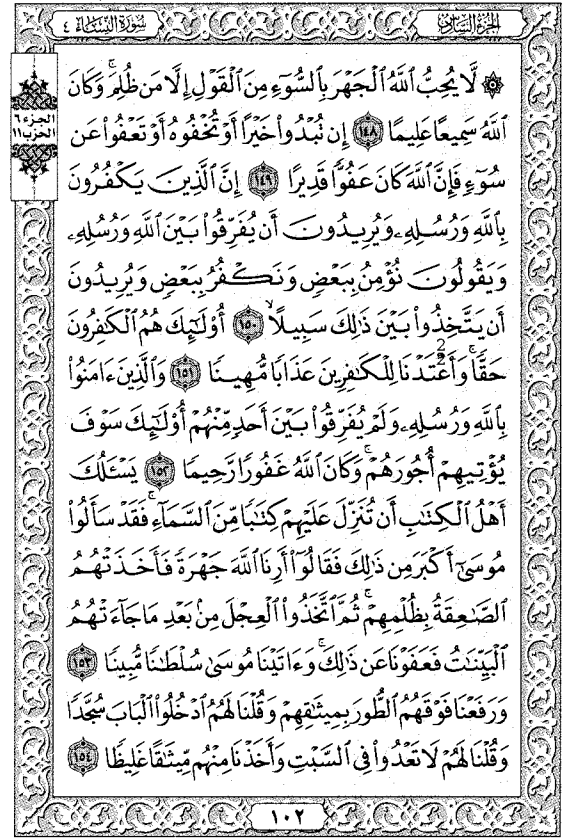 الجزء السادس
سورة النساء ٤
الجزء ٦
الحزب ١١
۞ لَّا يُحِبُّ ٱللَّهُ ٱلْجَهْرَ بِٱلسُّوٓءِ مِنَ ٱلْقَوْلِ إِلَّا مَن ظُلِمَ ۚ وَكَانَ
ٱللَّهُ سَمِيعًا عَلِيمًا ١٤٨ إِن تُبْدُوا۟ خَيْرًا أَوْ تُخْفُوهُ أَوْ تَعْفُوا۟ عَن
سُوٓءٍ فَإِنَّ ٱللَّهَ كَانَ عَفُوًّا قَدِيرًا ١٤٩ إِنَّ ٱلَّذِينَ يَكْفُرُونَ
بِٱللَّهِ وَرُسُلِهِۦ وَيُرِيدُونَ أَن يُفَرِّقُوا۟ بَيْنَ ٱللَّهِ وَرُسُلِهِۦ
وَيَقُولُونَ نُؤْمِنُ بِبَعْضٍ وَنَكْفُرُ بِبَعْضٍ وَيُرِيدُونَ
أَن يَتَّخِذُوا۟ بَيْنَ ذَٰلِكَ سَبِيلًا ١٥٠ أُو۟لَٰٓئِكَ هُمُ ٱلْكَٰفِرُونَ
حَقًّا ۚ وَأَعْتَدْنَا لِلْكَٰفِرِينَ عَذَابًا مُّهِينًا ١٥١ وَٱلَّذِينَ ءَامَنُوا۟
بِٱللَّهِ وَرُسُلِهِۦ وَلَمْ يُفَرِّقُوا۟ بَيْنَ أَحَدٍ مِّنْهُمْ أُو۟لَٰٓئِكَ سَوْفَ
يُؤْتِيهِمْ أُجُورَهُمْ ۗ وَكَانَ ٱللَّهُ غَفُورًا رَّحِيمًا ١٥٢ يَسْـَٔلُكَ
أَهْلُ ٱلْكِتَٰبِ أَن تُنَزِّلَ عَلَيْهِمْ كِتَٰبًا مِّنَ ٱلسَّمَآءِ ۚ فَقَدْ سَأَلُوا۟
مُوسَىٰٓ أَكْبَرَ مِن ذَٰلِكَ فَقَالُوٓا۟ أَرِنَا ٱللَّهَ جَهْرَةً فَأَخَذَتْهُمُ
ٱلصَّٰعِقَةُ بِظُلْمِهِمْ ۚ ثُمَّ ٱتَّخَذُوا۟ ٱلْعِجْلَ مِنۢ بَعْدِ مَا جَآءَتْهُمُ
ٱلْبَيِّنَٰتُ فَعَفَوْنَا عَن ذَٰلِكَ ۚ وَءَاتَيْنَا مُوسَىٰ سُلْطَٰنًا مُّبِينًا ١٥٣
وَرَفَعْنَا فَوْقَهُمُ ٱلطُّورَ بِمِيثَٰقِهِمْ وَقُلْنَا لَهُمُ ٱدْخُلُوا۟ ٱلْبَابَ سُجَّدًا
وَقُلْنَا لَهُمْ لَا تَعْدُوا۟ فِى ٱلسَّبْتِ وَأَخَذْنَا مِنْهُم مِّيثَٰقًا غَلِيظًا ١٥٤
١٠٢